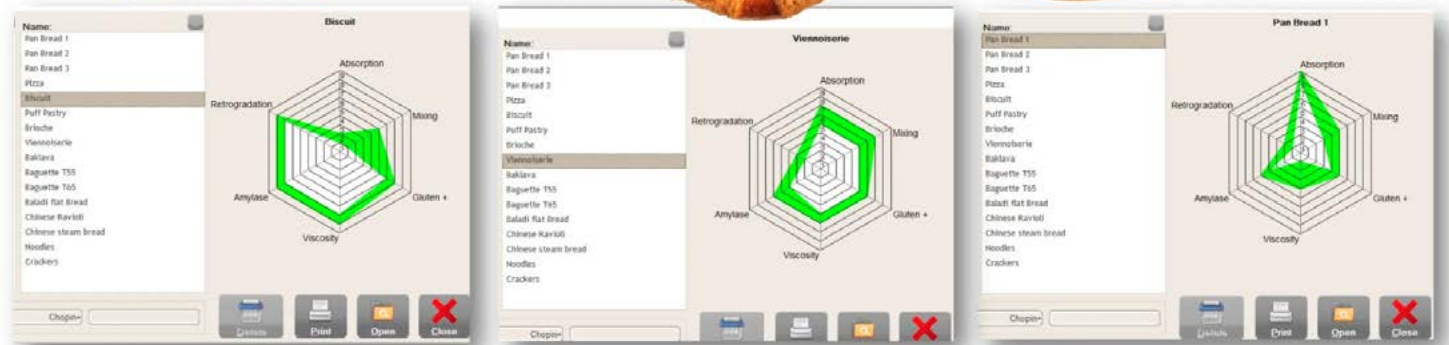 Name:
Pan Bread 1
Pan Bread 2
Pan Bread 3
Pizza
Biscuit
Puff Pastry
Brioche
Viennoiserie
Baklava
Baguette T55
Baguette T65
Baladi flat Bread
Chinese Ravioli
Chinese steam bread
Noodles
Crackers
Biscuit
Absorption
Retrogradation
Mixing
Amylase
Gluten +
Viscosity
Chopin+
Delete
Print
Open
Close
Name:
Pan Bread 1
Pan Bread 2
Pan Bread 3
Pizza
Biscuit
Puff Pastry
Brioche
Viennoiserie
Baklava
Baguette T55
Baguette T65
Baladi flat Bread
Chinese Ravioli
Chinese steam bread
Noodles
Crackers
Viennoiserie
Absorption
Retrogradation
Mixing
Amylase
Gluten +
Viscosity
Chopin+
Name:
Pan Bread 1
Pan Bread 2
Pan Bread 3
Pizza
Biscuit
Puff Pastry
Brioche
Viennoiserie
Baklava
Baguette T55
Baguette T65
Baladi flat Bread
Chinese Ravioli
Chinese steam bread
Noodles
Crackers
Pan Bread 1
Absorption
Retrogradation
Mixing
Amylase
Gluten +
Viscosity
Chopin+
Delete
Print
Open
Close